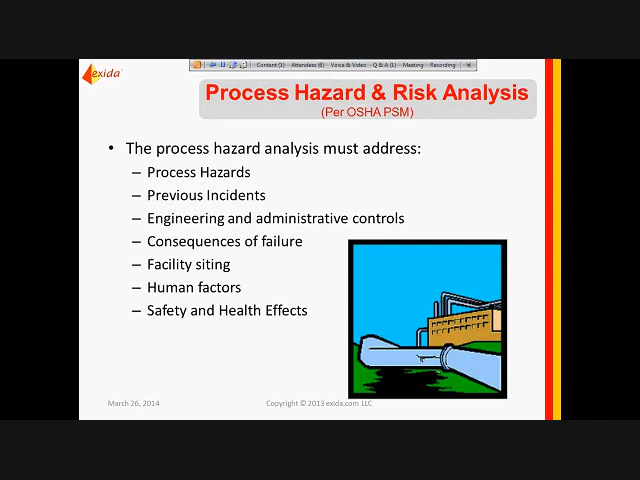 exida
Content (1) Attendees (6) Voice & Video Q & A (1) Meeting Recording
Process Hazard & Risk Analysis
(Per OSHA PSM)
• The process hazard analysis must address:
– Process Hazards
– Previous Incidents
– Engineering and administrative controls
– Consequences of failure
– Facility siting
– Human factors
– Safety and Health Effects
March 26, 2014 Copyright © 2013 exida.com LLC